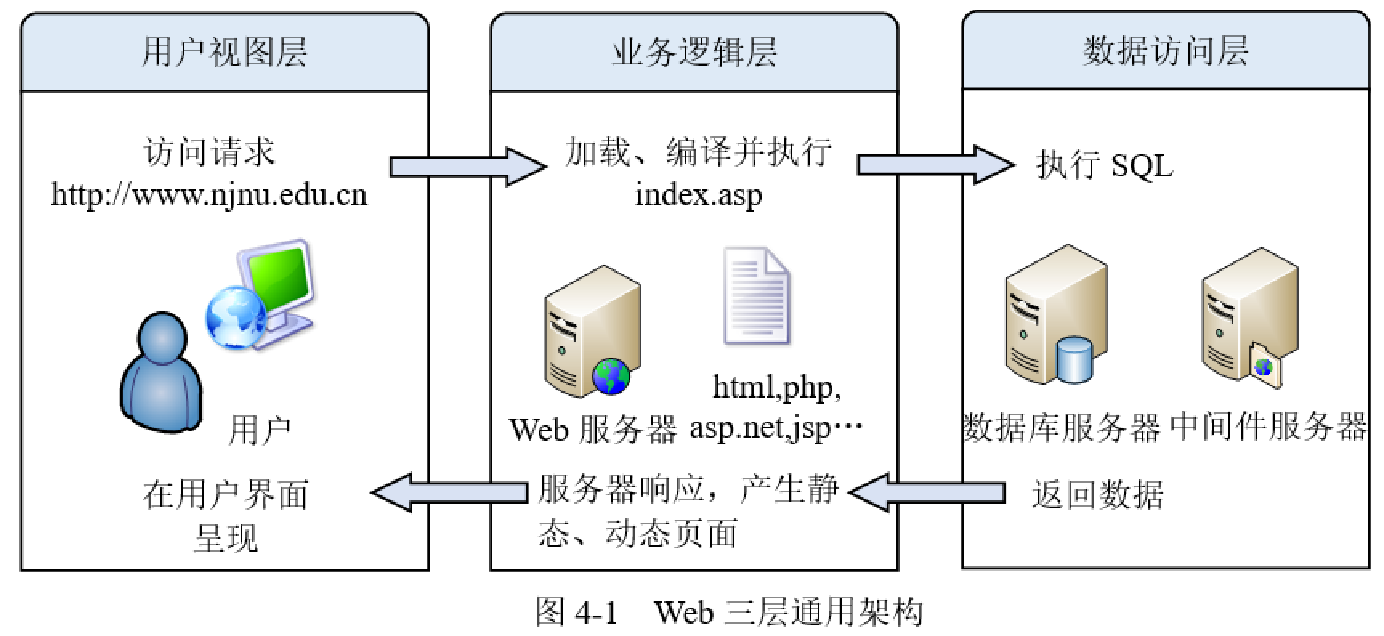 用户视图层
访问请求
http://www.njnu.edu.cn
用户
在用户界面
呈现
业务逻辑层
加载、编译并执行
index.asp
Web 服务器
html,php,
asp.net,jsp…
服务器响应，产生静
态、动态页面
数据访问层
执行 SQL
数据库服务器
中间件服务器
返回数据
图 4-1 Web 三层通用架构